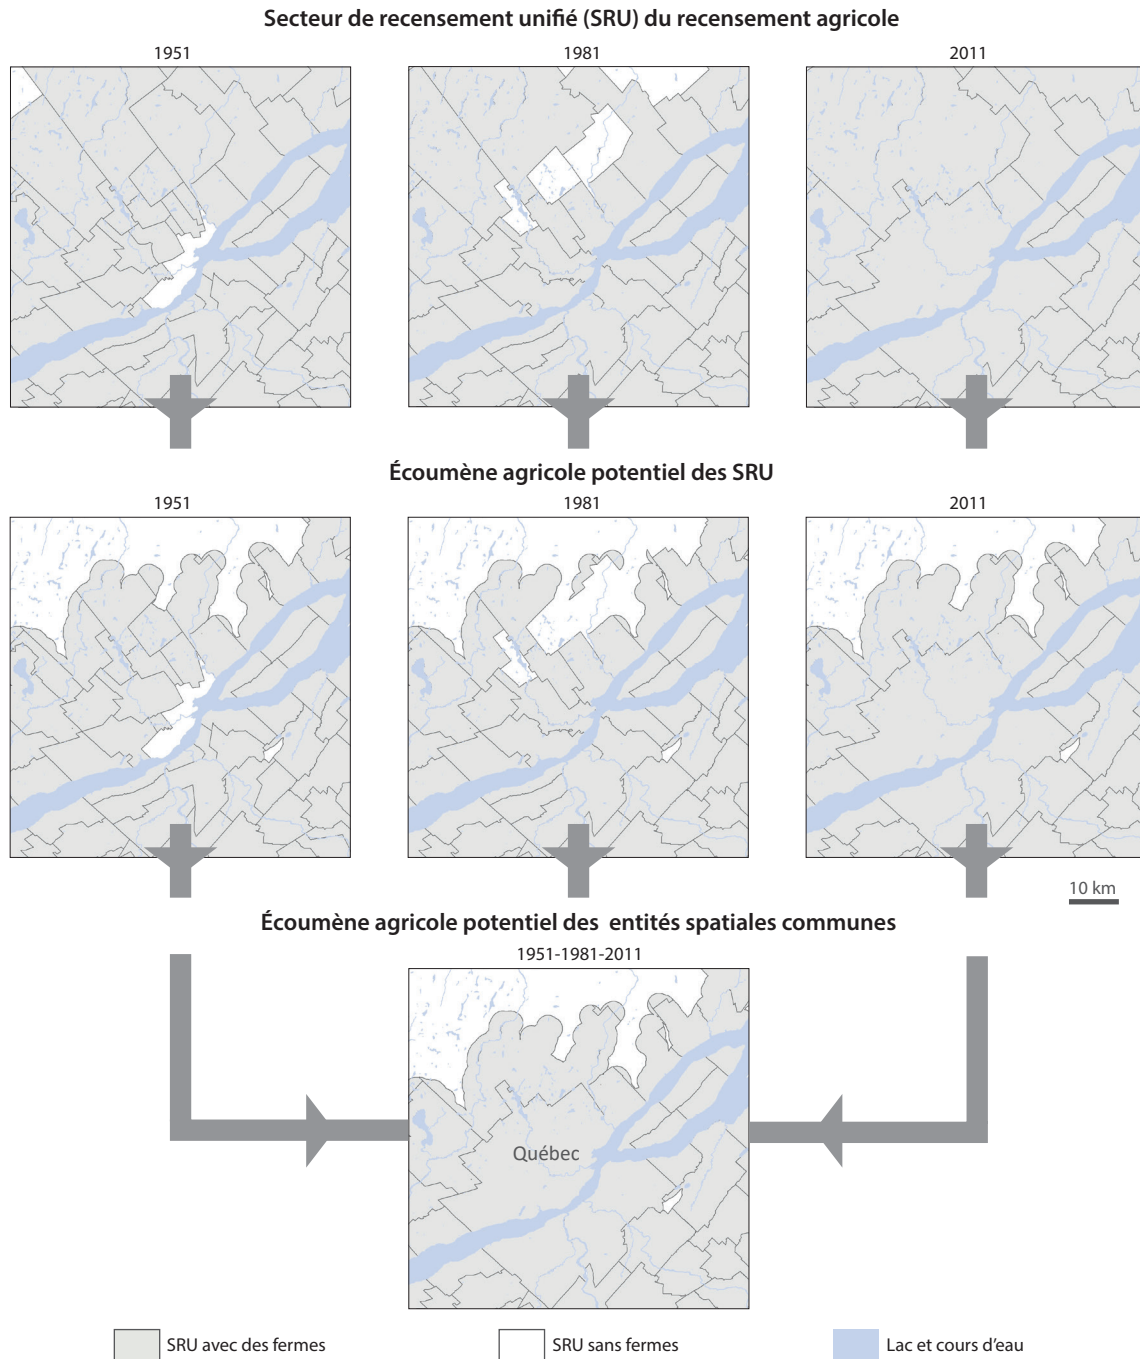 Secteur de recensement unifié (SRU) du recensement agricole
1951
1981
2011
Écoumène agricole potentiel des SRU
1951
1981
2011
10 km
Écoumène agricole potentiel des entités spatiales communes
1951-1981-2011
Québec
SRU avec des fermes
SRU sans fermes
Lac et cours d'eau